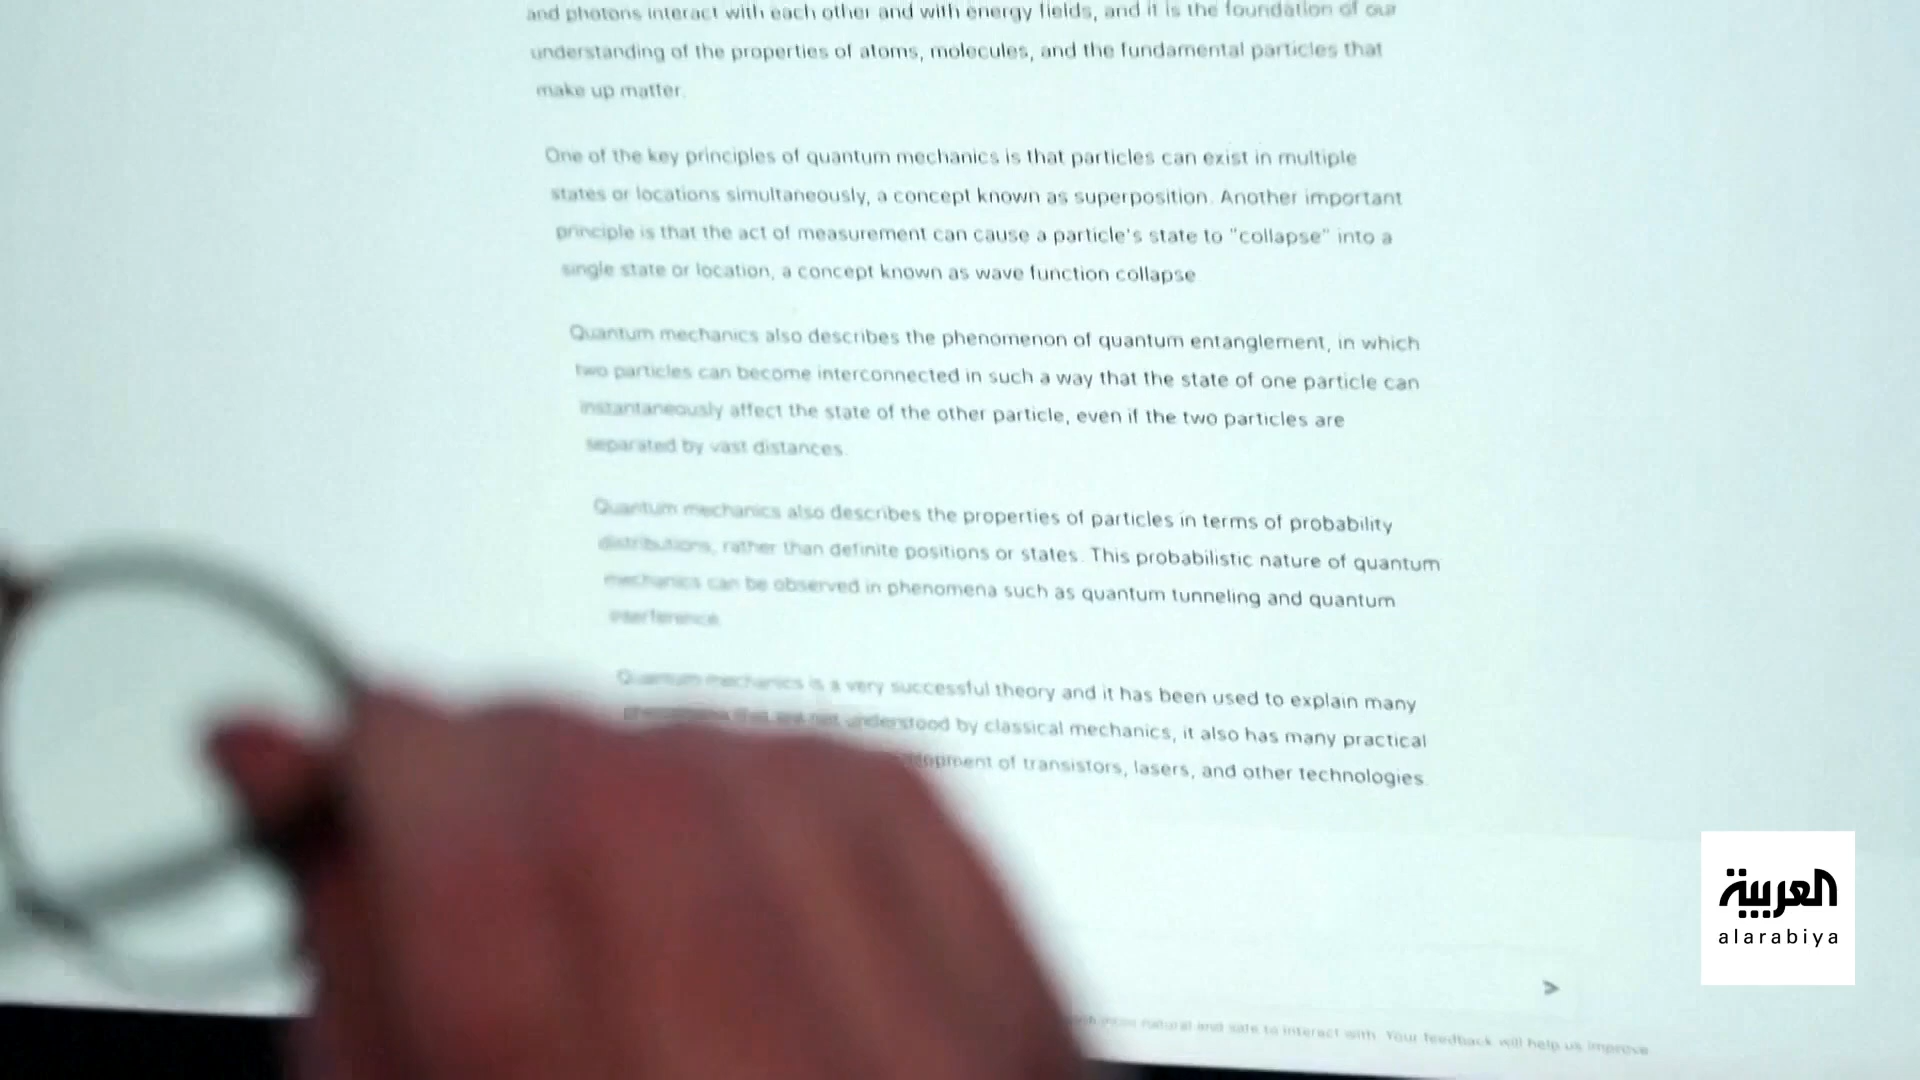 and photons interact with each other and with energy fields, and it is the foundation of our
understanding of the properties of atoms, molecules, and the fundamental particles that
make up matter.
One of the key principles of quantum mechanics is that particles can exist in multiple
states or locations simultaneously, a concept known as superposition. Another important
principle is that the act of measurement can cause a particle's state to "collapse" into a
single state or location, a concept known as wave function collapse
Quantum mechanics also describes the phenomenon of quantum entanglement, in which
two particles can become interconnected in such a way that the state of one particle can
instantaneously affect the state of the other particle, even if the two particles are
separated by vast distances.
Quantum mechanics also describes the properties of particles in terms of probability
distributions, rather than definite positions or states. This probabilistic nature of quantum
mechanics can be observed in phenomena such as quantum tunneling and quantum
interference.
Quantum mechanics is a very successful theory and it has been used to explain many
understood by classical mechanics, it also has many practical
of transistors, lasers, and other technologies.
natural and safe to interact with. Your feedback will help us improve
العربية
alarabiya